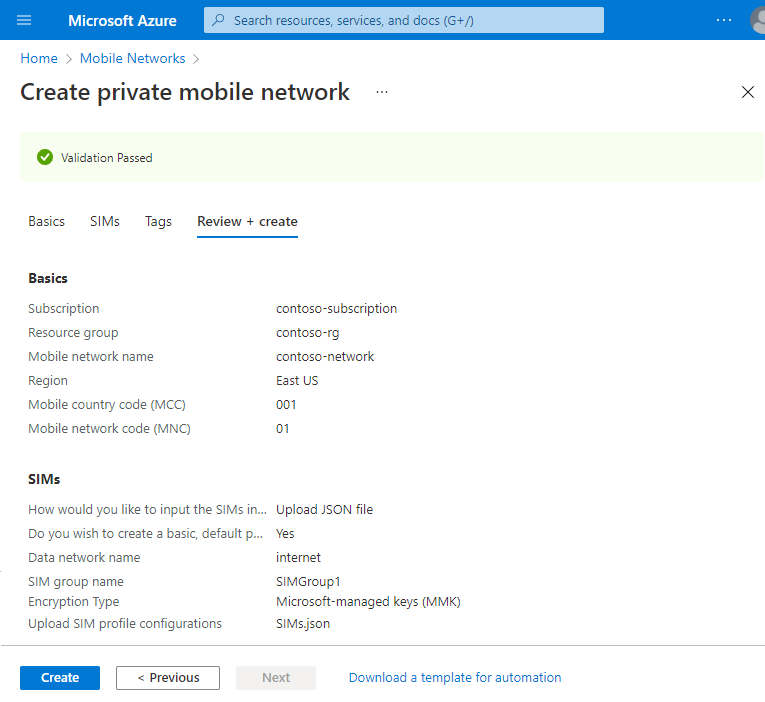 Microsoft Azure
Search resources, services, and docs (G+/)
...
Home > Mobile Networks >
Create private mobile network ...
Validation Passed
Basics SIMs Tags Review + create
Basics
Subscription contoso-subscription
Resource group contoso-rg
Mobile network name contoso-network
Region East US
Mobile country code (MCC) 001
Mobile network code (MNC) 01
SIMs
How would you like to input the SIMs in... Upload JSON file
Do you wish to create a basic, default p... Yes
Data network name internet
SIM group name SIMGroup1
Encryption Type Microsoft-managed keys (MMK)
Upload SIM profile configurations SIMs.json
Create < Previous Next Download a template for automation